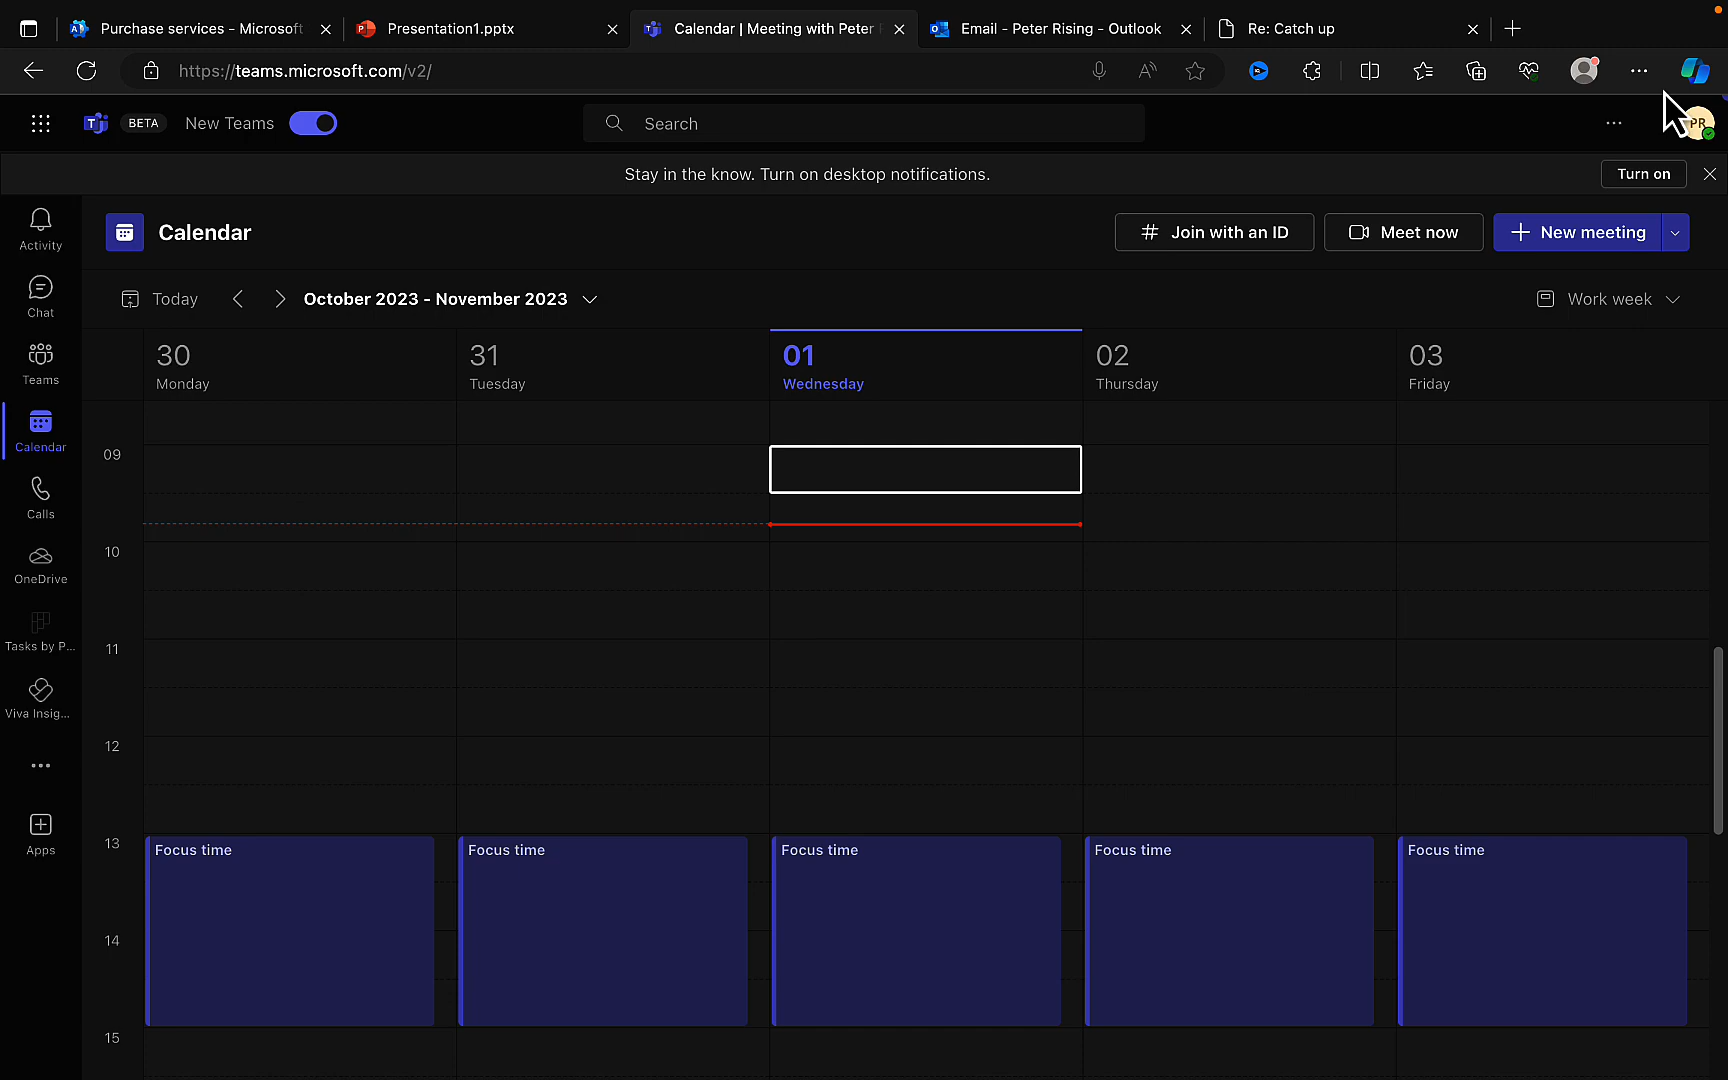 Purchase services - Microsoft
Presentation1.pptx
Calendar | Meeting with Peter
Email - Peter Rising - Outlook
Re: Catch up
https://teams.microsoft.com/v2/
BETA
New Teams
Search
PR
Stay in the know. Turn on desktop notifications.
Turn on
Activity
Chat
Teams
Calendar
Calls
OneDrive
Tasks by P...
Viva Insig...
Apps
Calendar
Join with an ID
Meet now
New meeting
Today
October 2023 - November 2023
Work week
30
Monday
31
Tuesday
01
Wednesday
02
Thursday
03
Friday
09
10
11
12
13
Focus time
Focus time
Focus time
Focus time
Focus time
14
15